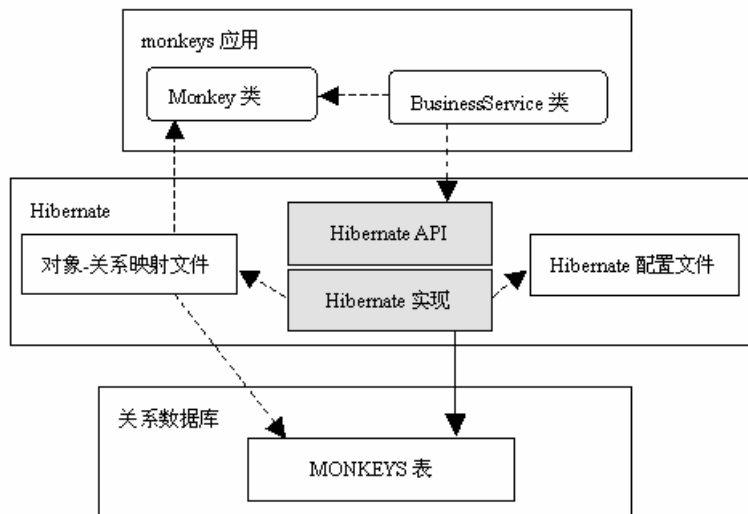 monkeys 应用
Monkey 类
BusinessService 类
Hibernate
Hibernate API
对象-关系映射文件
Hibernate 配置文件
Hibernate 实现
关系数据库
MONKEYS 表